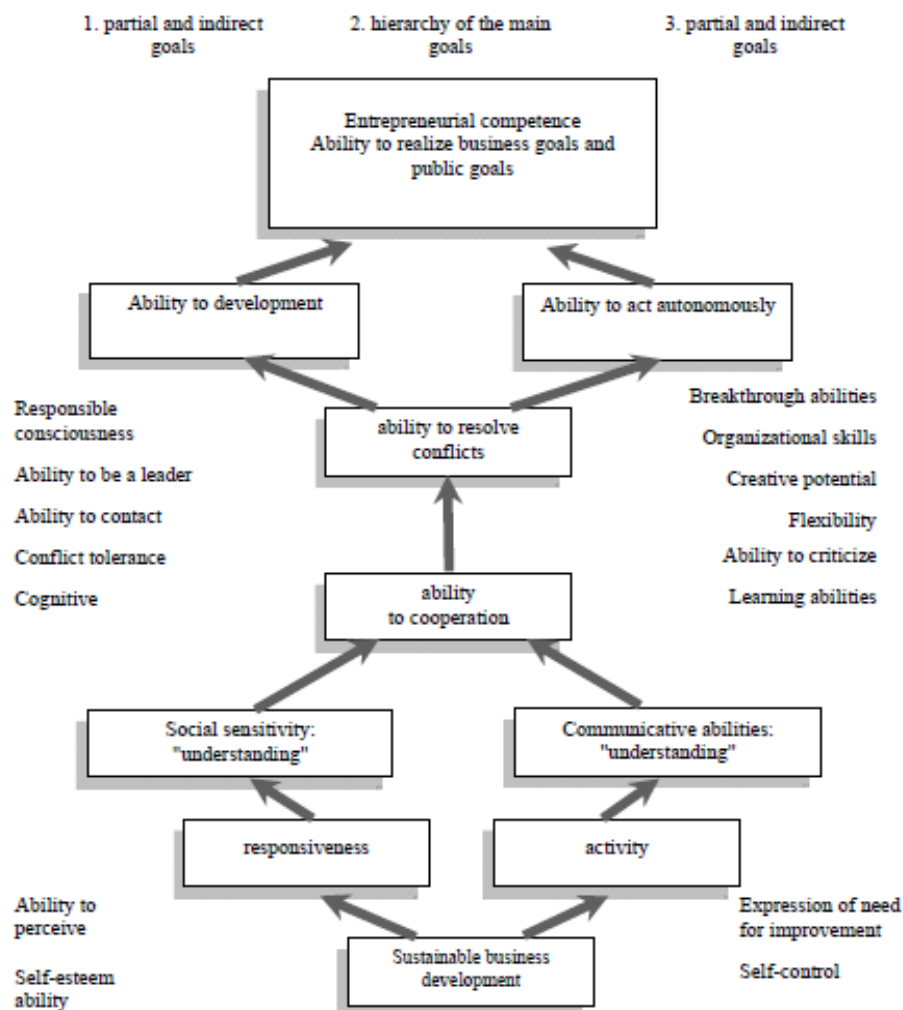 1. partial and indirect
goals
2. hierarchy of the main
goals
3. partial and indirect
goals
Entrepreneurial competence
Ability to realize business goals and
public goals
Ability to development
Ability to act autonomously
Responsible
consciousness
Ability to be a leader
Ability to contact
Conflict tolerance
Cognitive
ability to resolve
conflicts
Breakthrough abilities
Organizational skills
Creative potential
Flexibility
Ability to criticize
Learning abilities
ability
to cooperation
Social sensitivity:
"understanding"
Communicative abilities:
"understanding"
responsiveness
activity
Ability to
perceive
Self-esteem
ability
Sustainable business
development
Expression of need
for improvement
Self-control